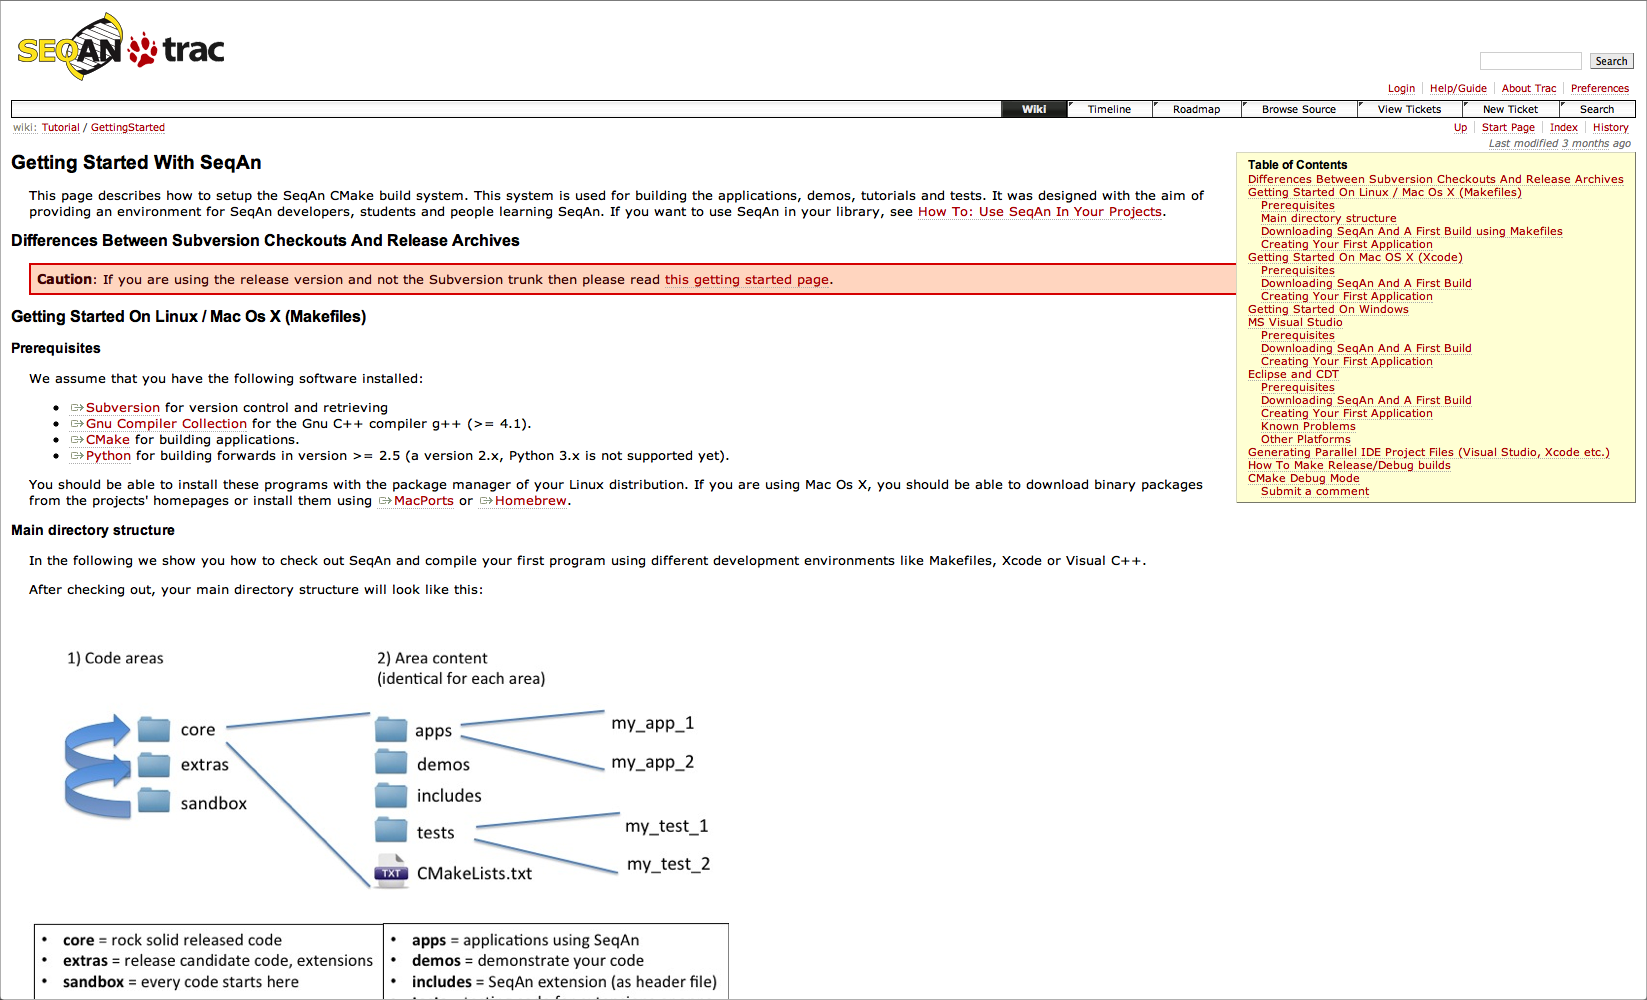 SEQAN trac
Search
Login Help/Guide About Trac Preferences
Wiki Timeline Roadmap Browse Source View Tickets New Ticket Search
wiki: Tutorial / GettingStarted
Up Start Page Index History
Last modified 3 months ago
Getting Started With SeqAn
This page describes how to setup the SeqAn CMake build system. This system is used for building the applications, demos, tutorials and tests. It was designed with the aim of
providing an environment for SeqAn developers, students and people learning SeqAn. If you want to use SeqAn in your library, see How To: Use SeqAn In Your Projects.
Differences Between Subversion Checkouts And Release Archives
Caution: If you are using the release version and not the Subversion trunk then please read this getting started page.
Getting Started On Linux / Mac Os X (Makefiles)
Prerequisites
We assume that you have the following software installed:
• Subversion for version control and retrieving
• Gnu Compiler Collection for the Gnu C++ compiler g++ (>= 4.1).
• CMake for building applications.
• Python for building forwards in version >= 2.5 (a version 2.x, Python 3.x is not supported yet).
You should be able to install these programs with the package manager of your Linux distribution. If you are using Mac Os X, you should be able to download binary packages
from the projects' homepages or install them using MacPorts or Homebrew.
Main directory structure
In the following we show you how to check out SeqAn and compile your first program using different development environments like Makefiles, Xcode or Visual C++.
After checking out, your main directory structure will look like this:
Table of Contents
Differences Between Subversion Checkouts And Release Archives
Getting Started On Linux / Mac Os X (Makefiles)
Prerequisites
Main directory structure
Downloading SeqAn And A First Build using Makefiles
Creating Your First Application
Getting Started On Mac OS X (Xcode)
Prerequisites
Downloading SeqAn And A First Build
Creating Your First Application
Getting Started On Windows
MS Visual Studio
Prerequisites
Downloading SeqAn And A First Build
Creating Your First Application
Eclipse and CDT
Prerequisites
Downloading SeqAn And A First Build
Creating Your First Application
Known Problems
Other Platforms
Generating Parallel IDE Project Files (Visual Studio, Xcode etc.)
How To Make Release/Debug builds
CMake Debug Mode
Submit a comment
1) Code areas
core
extras
sandbox
2) Area content
(identical for each area)
apps
demos
includes
tests
TXT CMakeLists.txt
my_app_1
my_app_2
my_test_1
my_test_2
• core = rock solid released code
• extras = release candidate code, extensions
• sandbox = every code starts here
• apps = applications using SeqAn
• demos = demonstrate your code
• includes = SeqAn extension (as header file)